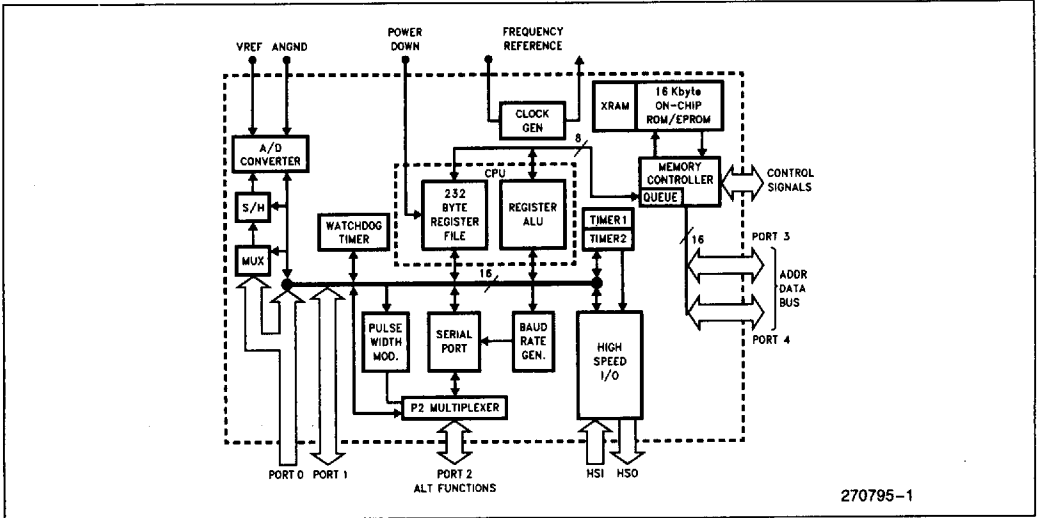 VREF ANGND
POWER
DOWN
FREQUENCY
REFERENCE
CLOCK
GEN
XRAM
16 Kbyte
ON-CHIP
ROM/EPROM
A/D
CONVERTER
8
CPU
MEMORY
CONTROLLER
QUEUE
CONTROL
SIGNALS
S/H
232
BYTE
REGISTER
FILE
REGISTER
ALU
WATCHDOG
TIMER
TIMER1
TIMER2
MUX
16
16
PORT 3
ADDR
DATA
BUS
PORT 4
PULSE
WIDTH
MOD.
SERIAL
PORT
BAUD
RATE
GEN.
HIGH
SPEED
I/O
P2 MULTIPLEXER
PORT 0
PORT 1
PORT 2
ALT FUNCTIONS
HSI
HSO
270795-1